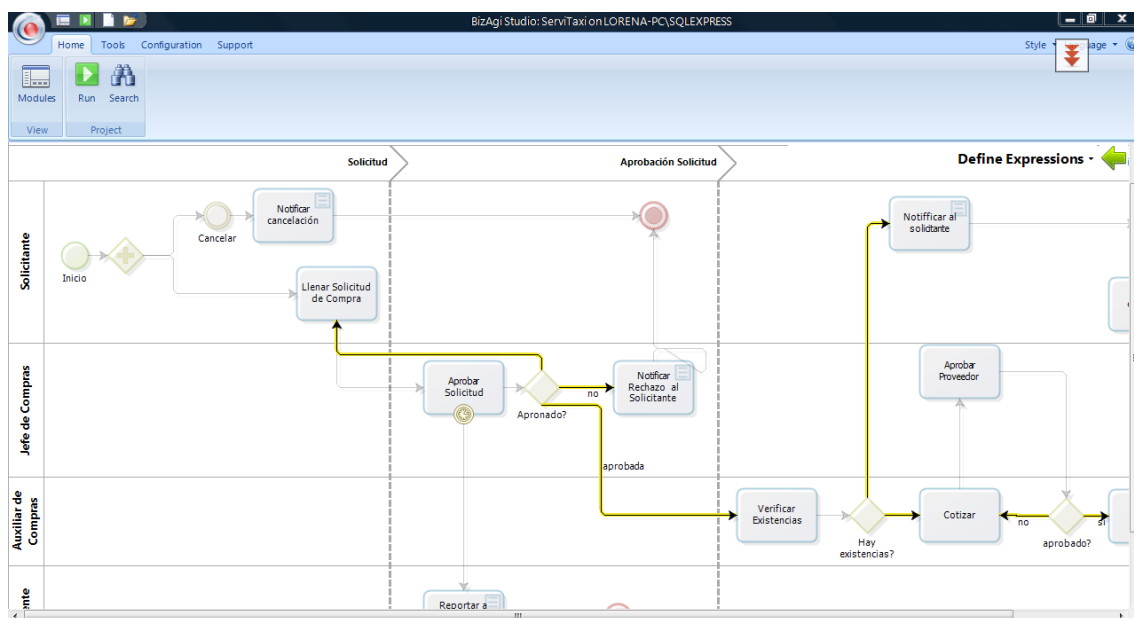 BizAgi Studio: ServiTaxi on LORENA-PC\SQLEXPRESS
Home Tools Configuration Support
Style
Modules
Run
Search
View
Project
Solicitud
Aprobación Solicitud
Define Expressions
Solicitante
Inicio
Cancelar
Notificar
cancelación
Llenar Solicitud
de Compra
Notifficar al
solidtante
Jefe de Compras
Aprobar
Solicitud
Apronado?
no
Notificar
Rechazo al
Solicitante
aprobada
Aprobar
Proveedor
Auxiliar de
Compras
Verificar
Existencias
Hay
existencias?
Cotizar
no
aprobado?
si
Reportar a